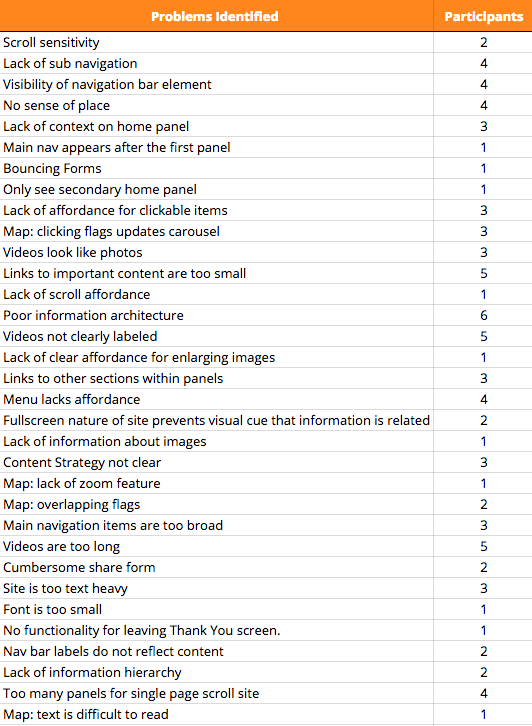 Problems Identified Participants
Scroll sensitivity 2
Lack of sub navigation 4
Visibility of navigation bar element 4
No sense of place 4
Lack of context on home panel 3
Main nav appears after the first panel 1
Bouncing Forms 1
Only see secondary home panel 1
Lack of affordance for clickable items 3
Map: clicking flags updates carousel 3
Videos look like photos 3
Links to important content are too small 5
Lack of scroll affordance 1
Poor information architecture 6
Videos not clearly labeled 5
Lack of clear affordance for enlarging images 1
Links to other sections within panels 3
Menu lacks affordance 4
Fullscreen nature of site prevents visual cue that information is related 2
Lack of information about images 1
Content Strategy not clear 3
Map: lack of zoom feature 1
Map: overlapping flags 2
Main navigation items are too broad 3
Videos are too long 5
Cumbersome share form 2
Site is too text heavy 3
Font is too small 1
No functionality for leaving Thank You screen. 1
Nav bar labels do not reflect content 2
Lack of information hierarchy 2
Too many panels for single page scroll site 4
Map: text is difficult to read 1